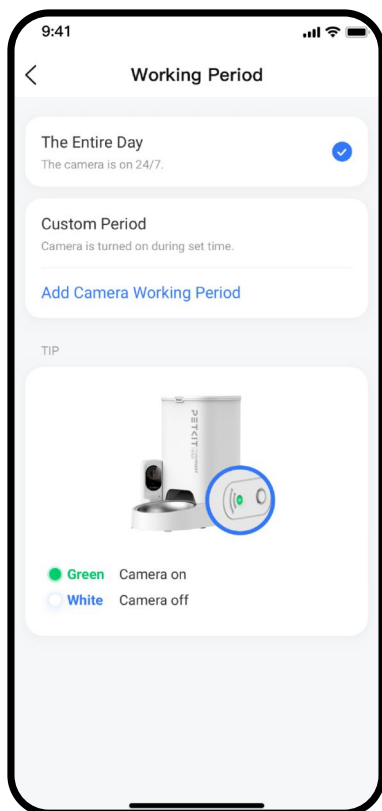 9:41
Working Period
The Entire Day
The camera is on 24/7.
Custom Period
Camera is turned on during set time.
Add Camera Working Period
TIP
PETKIT
Green Camera on
White Camera off